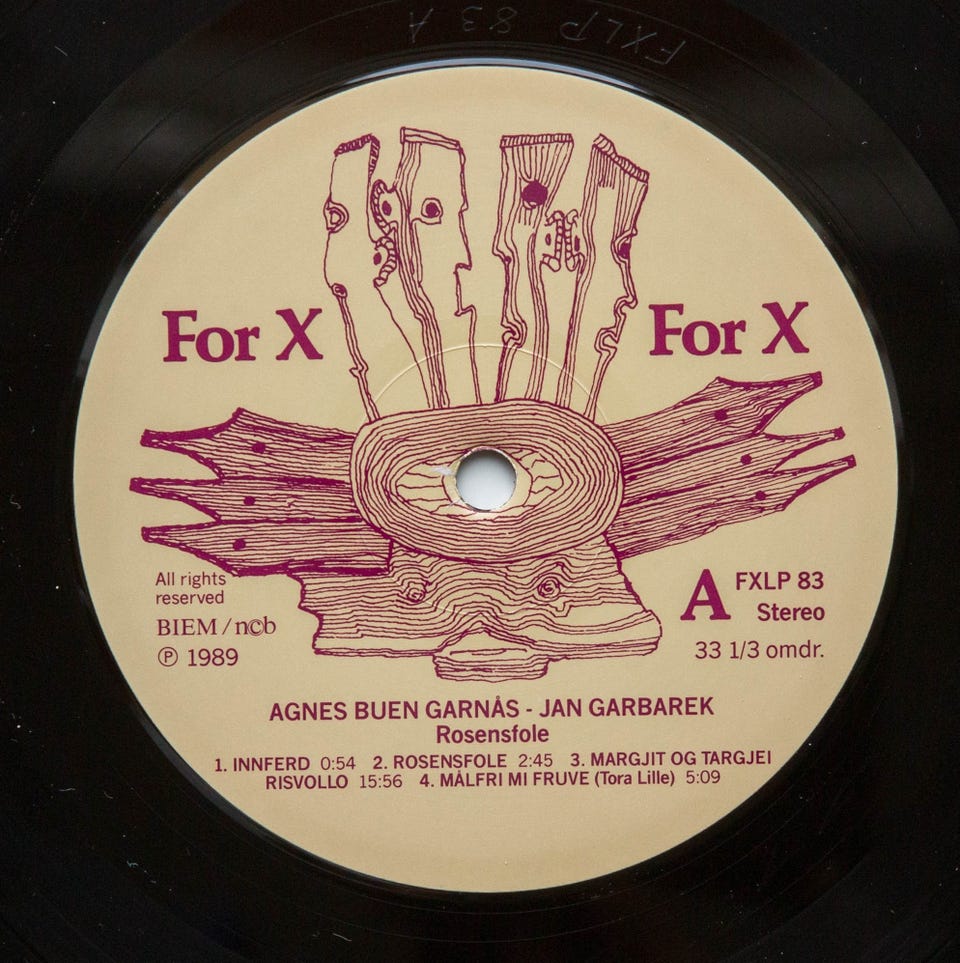 FXLP 83 A
For X
For X
All rights
reserved
BIEM / n©b
℗ 1989
A FXLP 83
Stereo
33 1/3 omdr.
AGNES BUEN GARNÅS - JAN GARBAREK
Rosensfole
1. INNFERD 0:54 2. ROSENSFOLE 2:45 3. MARGJIT OG TARGJEI
RISVOLLO 15:56 4. MÅLFRI MI FRUVE (Tora Lille) 5:09